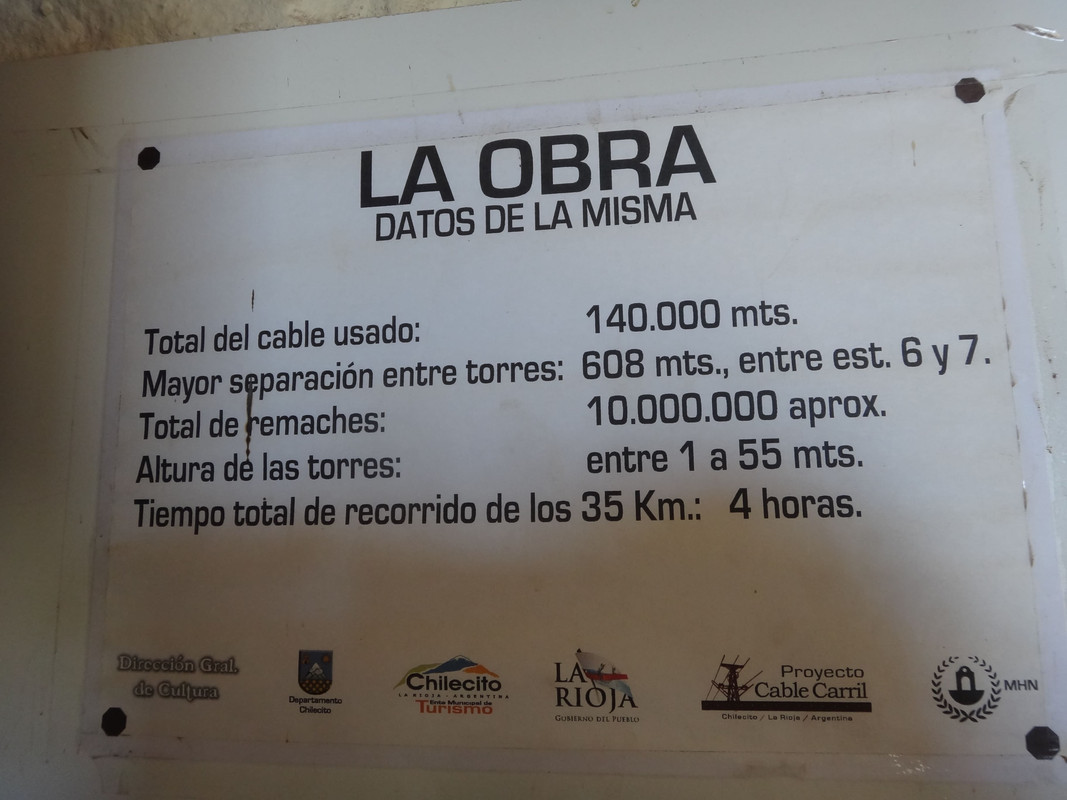 LA OBRA
DATOS DE LA MISMA
Total del cable usado: 140.000 mts.
Mayor separación entre torres: 608 mts., entre est. 6 y 7.
Total de remaches: 10.000.000 aprox.
Altura de las torres: entre 1 a 55 mts.
Tiempo total de recorrido de los 35 Km.: 4 horas.
Dirección Gral.
de Cultura
Departamento
Chilecito
Chilecito
LA RIOJA - ARGENTINA
Ente Municipal de
Turismo
LA
RIOJA
GOBIERNO DEL PUEBLO
Proyecto
Cable Carril
Chilecito / La Rioja / Argentina
MHN